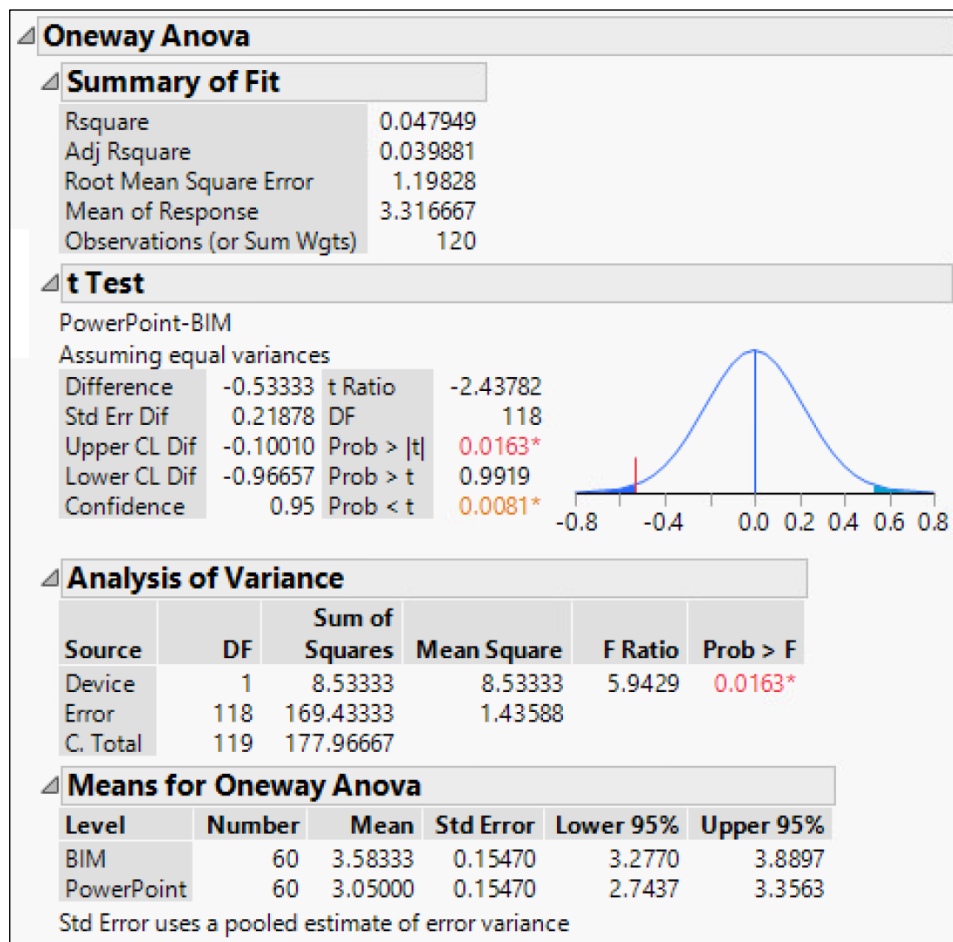 Oneway Anova
Summary of Fit
Rsquare 0.047949
Adj Rsquare 0.039881
Root Mean Square Error 1.19828
Mean of Response 3.316667
Observations (or Sum Wgts) 120
t Test
PowerPoint-BIM
Assuming equal variances
Difference -0.53333 t Ratio -2.43782
Std Err Dif 0.21878 DF 118
Upper CL Dif -0.10010 Prob > |t| 0.0163*
Lower CL Dif -0.96657 Prob > t 0.9919
Confidence 0.95 Prob < t 0.0081*
-0.8 -0.4 0.0 0.2 0.4 0.6 0.8
Analysis of Variance
Sum of
Source DF Squares Mean Square F Ratio Prob > F
Device 1 8.53333 8.53333 5.9429 0.0163*
Error 118 169.43333 1.43588
C. Total 119 177.96667
Means for Oneway Anova
Level Number Mean Std Error Lower 95% Upper 95%
BIM 60 3.58333 0.15470 3.2770 3.8897
PowerPoint 60 3.05000 0.15470 2.7437 3.3563
Std Error uses a pooled estimate of error variance